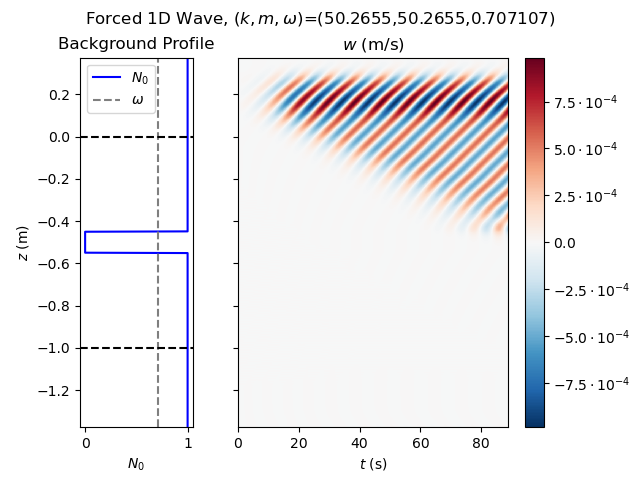 Forced 1D Wave, (k, m, ω)=(50.2655,50.2655,0.707107)
Background Profile
w (m/s)
N₀
ω
0.2
0.0
−0.2
−0.4
−0.6
−0.8
−1.0
−1.2
z (m)
0
1
N₀
0
20
40
60
80
t (s)
7.5 · 10⁻⁴
5.0 · 10⁻⁴
2.5 · 10⁻⁴
0.0
−2.5 · 10⁻⁴
−5.0 · 10⁻⁴
−7.5 · 10⁻⁴